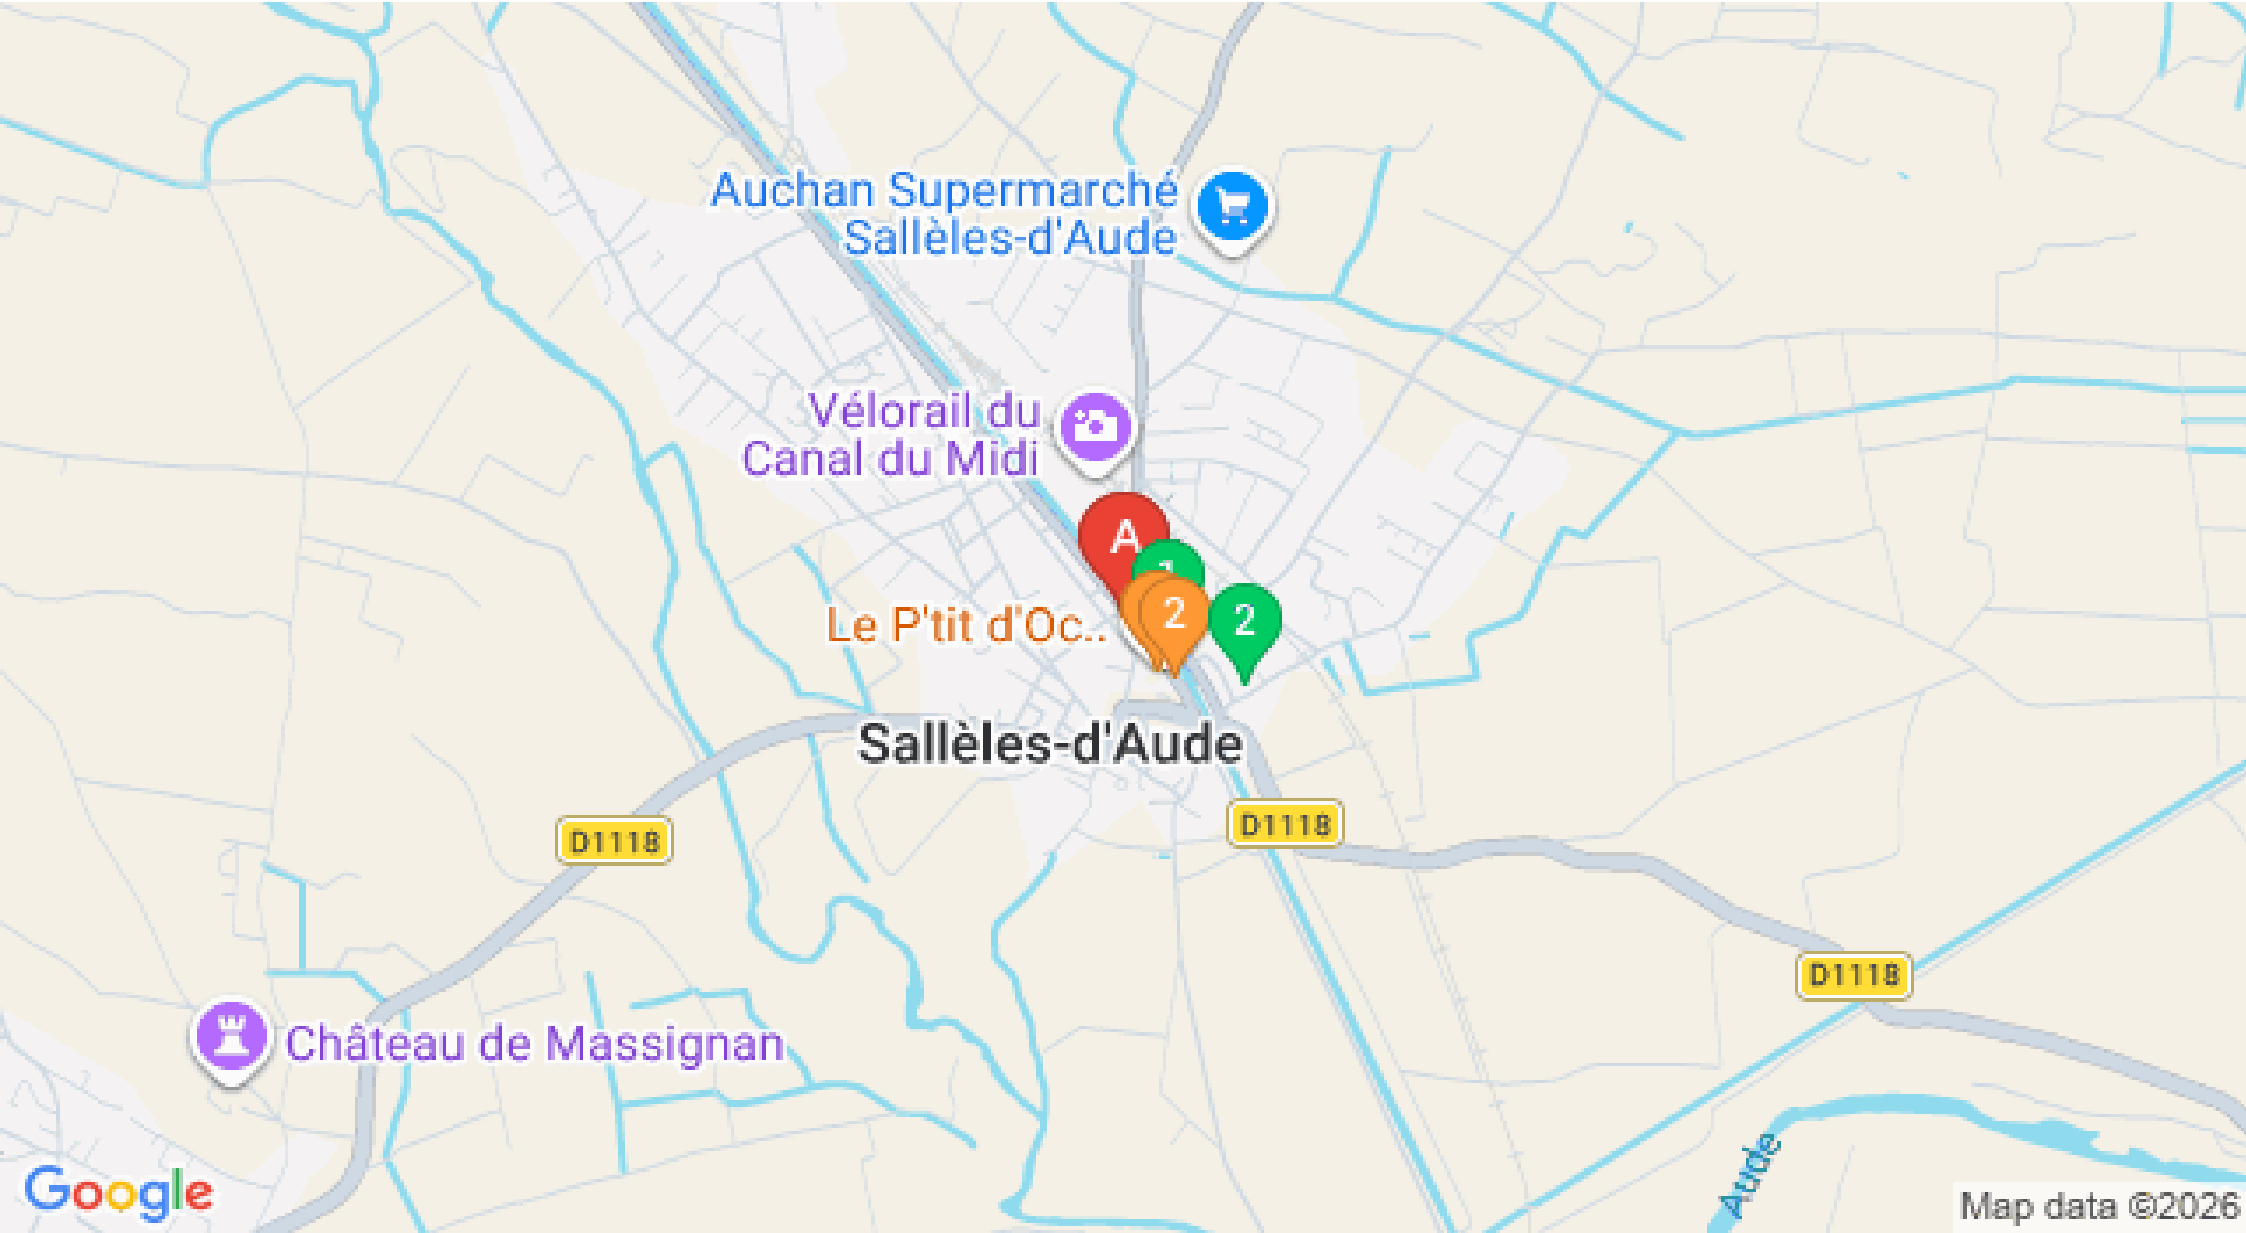 Auchan Supermarché
Sallèles-d'Aude
Vélorail du
Canal du Midi
A
1
2
2
Le P'tit d'Oc..
Sallèles-d'Aude
D1118
D1118
D1118
Château de Massignan
Aude
Google
Map data ©2026